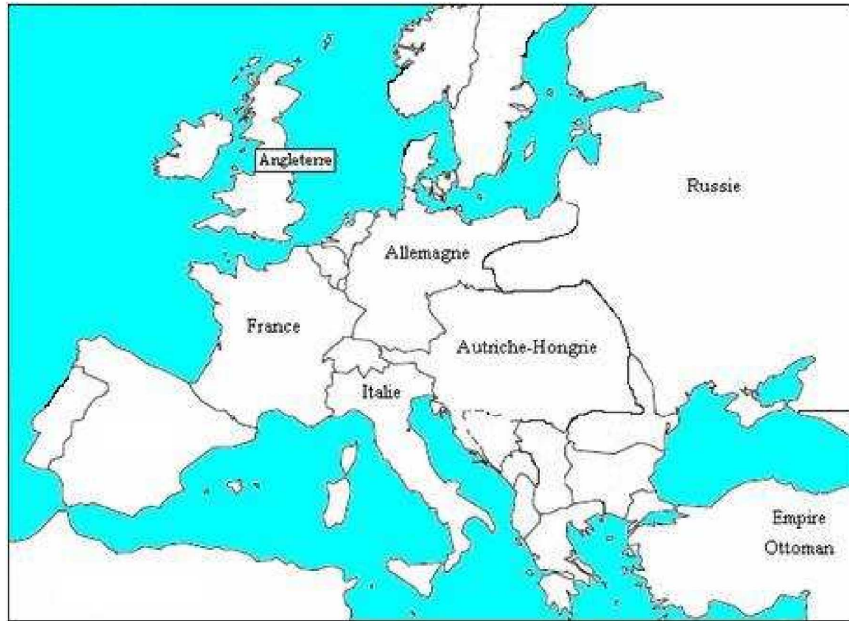 Angleterre
Russie
Allemagne
France
Autriche-Hongrie
Italie
Empire
Ottoman